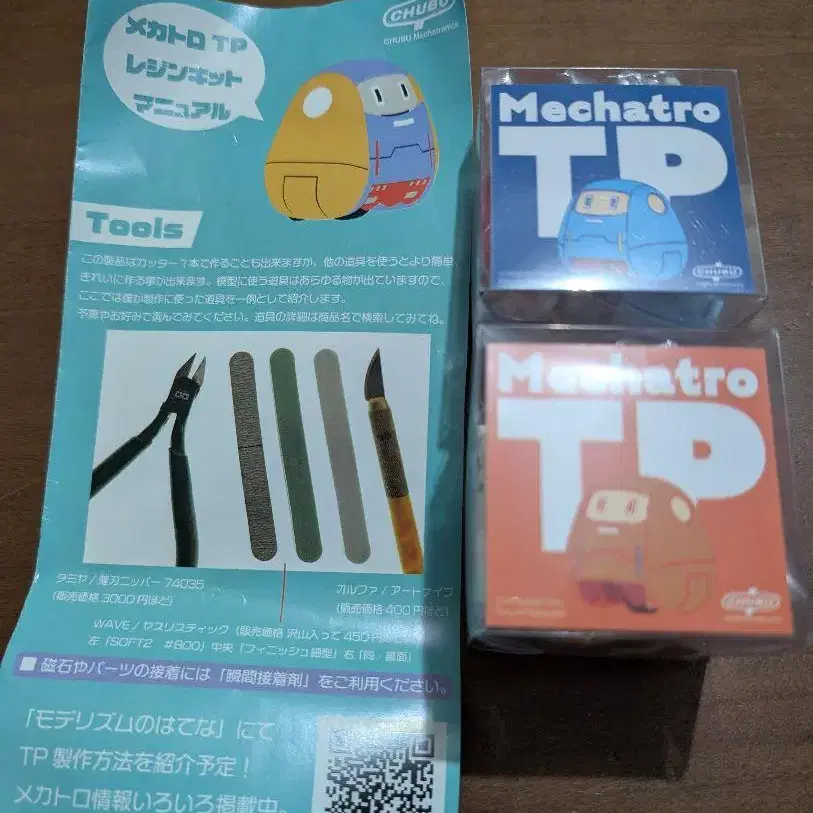 メカトロ TP
レジンキット
マニュアル
CHUBU
CHUBU Mechatronics
Tools
この製品はカッター1本で作ることも出来ますが、他の道具を使うとより簡単、
きれいに作る事が出来ます。模型に使う道具はあらゆる物が出ていますので、
ここでは僕が製作に使った道具を一例として紹介します。
予算やお好みで選んでみてください。道具の詳細は商品名で検索してみてね。
タミヤ / 薄刃ニッパー 74035
(販売価格 3000 円ほど)
オルファ / アートナイフ
(販売価格 400 円ほど)
WAVE / ヤスリスティック (販売価格 沢山入って 450 円
左「SOFT2 #800」中央「フィニッシュ細型」右「同・裏面」
■ 磁石やパーツの接着には「瞬間接着剤」をご利用ください。
「モデリズムのはてな」にて
TP 製作方法を紹介予定！
メカトロ情報いろいろ掲載中。
Mechatro
TP
CHUBU
Mechatro
TP
CHUBU